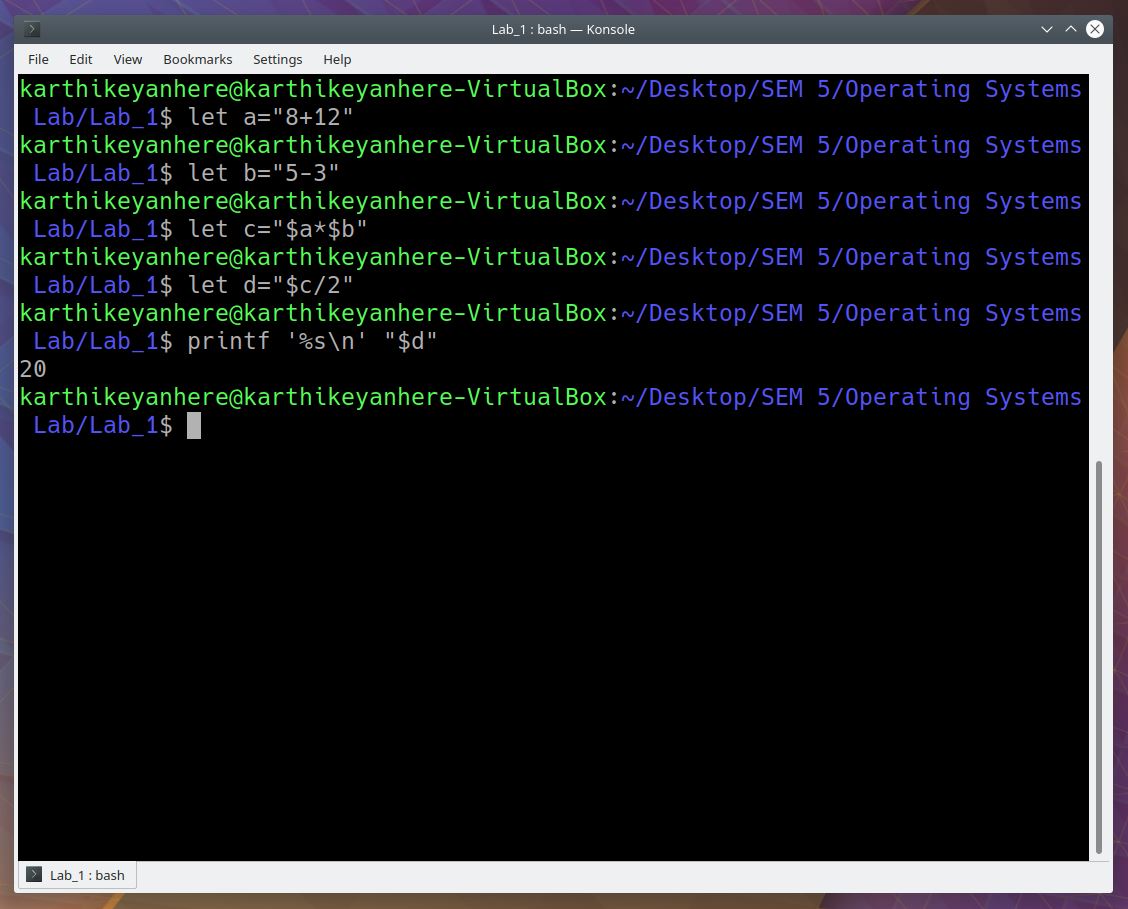 Lab_1 : bash — Konsole
File Edit View Bookmarks Settings Help
karthikeyanhere@karthikeyanhere-VirtualBox:~/Desktop/SEM 5/Operating Systems
Lab/Lab_1$ let a="8+12"
karthikeyanhere@karthikeyanhere-VirtualBox:~/Desktop/SEM 5/Operating Systems
Lab/Lab_1$ let b="5-3"
karthikeyanhere@karthikeyanhere-VirtualBox:~/Desktop/SEM 5/Operating Systems
Lab/Lab_1$ let c="$a*$b"
karthikeyanhere@karthikeyanhere-VirtualBox:~/Desktop/SEM 5/Operating Systems
Lab/Lab_1$ let d="$c/2"
karthikeyanhere@karthikeyanhere-VirtualBox:~/Desktop/SEM 5/Operating Systems
Lab/Lab_1$ printf '%s\n' "$d"
20
karthikeyanhere@karthikeyanhere-VirtualBox:~/Desktop/SEM 5/Operating Systems
Lab/Lab_1$
Lab_1 : bash